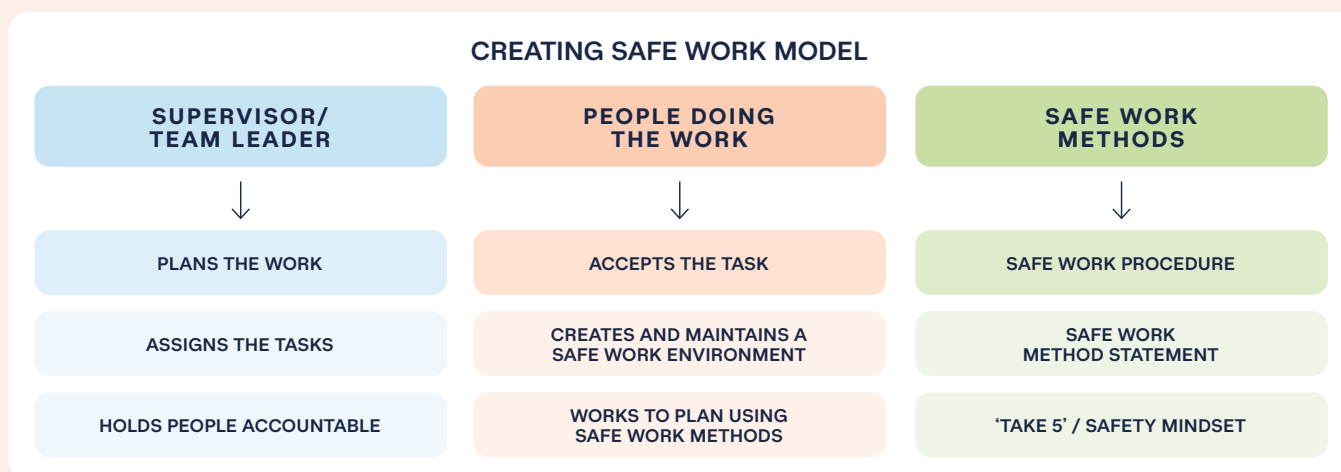 CREATING SAFE WORK MODEL
SUPERVISOR/
TEAM LEADER
PEOPLE DOING
THE WORK
SAFE WORK
METHODS
PLANS THE WORK
ACCEPTS THE TASK
SAFE WORK PROCEDURE
ASSIGNS THE TASKS
CREATES AND MAINTAINS A
SAFE WORK ENVIRONMENT
SAFE WORK
METHOD STATEMENT
HOLDS PEOPLE ACCOUNTABLE
WORKS TO PLAN USING
SAFE WORK METHODS
‘TAKE 5’ / SAFETY MINDSET